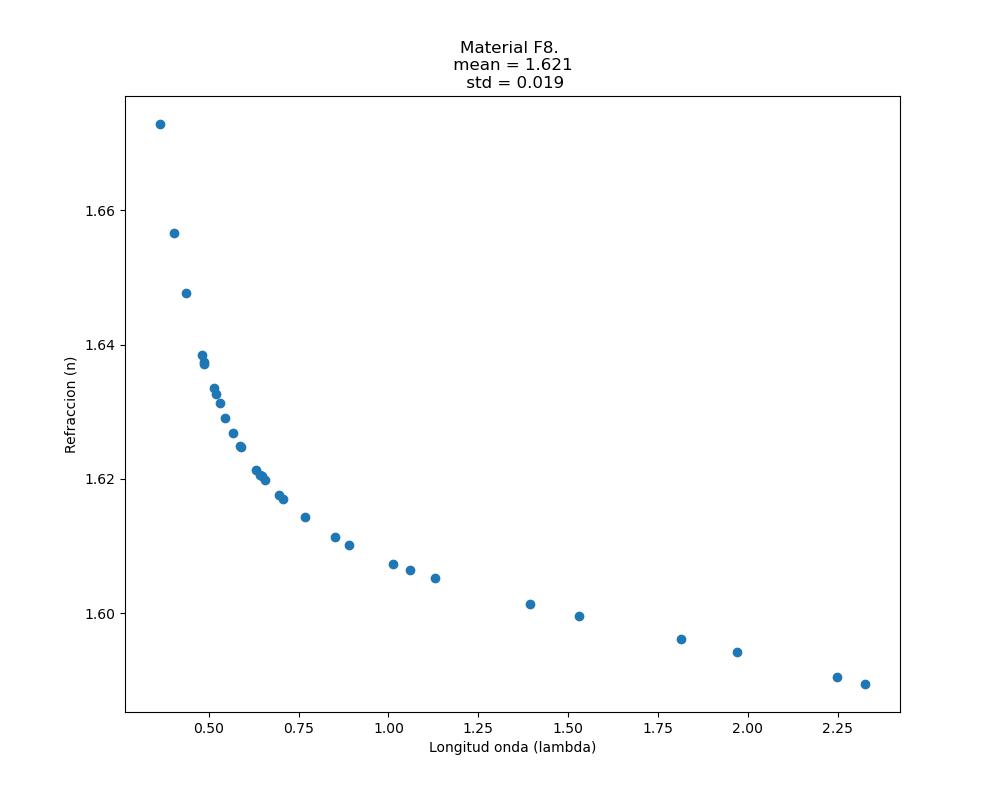 Material F8.
mean = 1.621
std = 0.019
1.66
1.64
1.62
1.60
Refraccion (n)
0.50 0.75 1.00 1.25 1.50 1.75 2.00 2.25
Longitud onda (lambda)